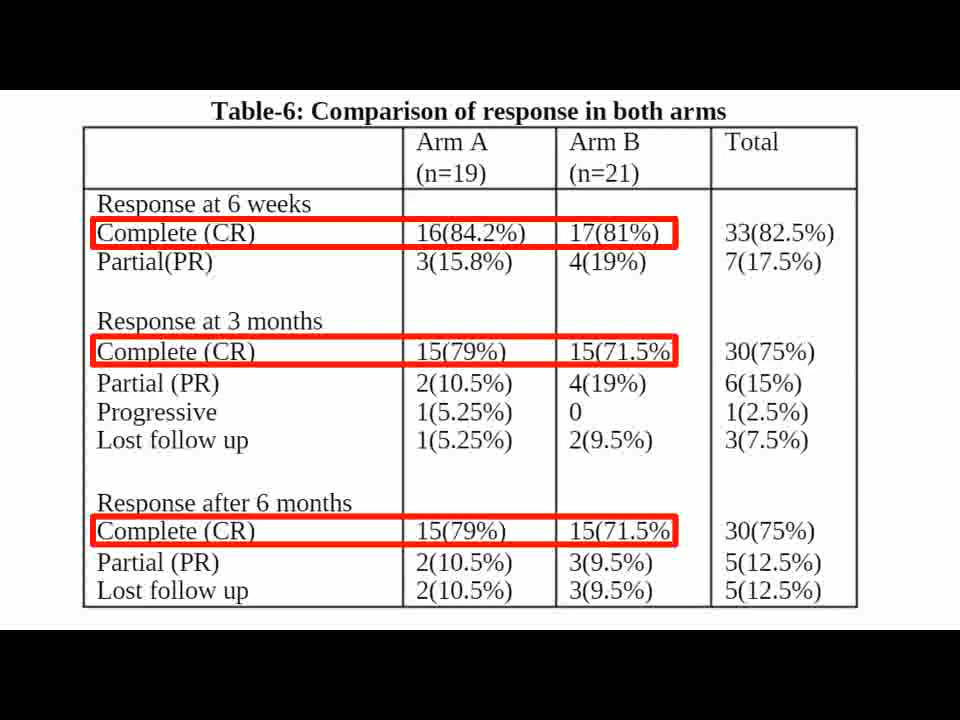 Table-6: Comparison of response in both arms
Arm A Arm B Total
(n=19) (n=21)
Response at 6 weeks
Complete (CR) 16(84.2%) 17(81%) 33(82.5%)
Partial(PR) 3(15.8%) 4(19%) 7(17.5%)
Response at 3 months
Complete (CR) 15(79%) 15(71.5% 30(75%)
Partial (PR) 2(10.5%) 4(19%) 6(15%)
Progressive 1(5.25%) 0 1(2.5%)
Lost follow up 1(5.25%) 2(9.5%) 3(7.5%)
Response after 6 months
Complete (CR) 15(79%) 15(71.5% 30(75%)
Partial (PR) 2(10.5%) 3(9.5%) 5(12.5%)
Lost follow up 2(10.5%) 3(9.5%) 5(12.5%)